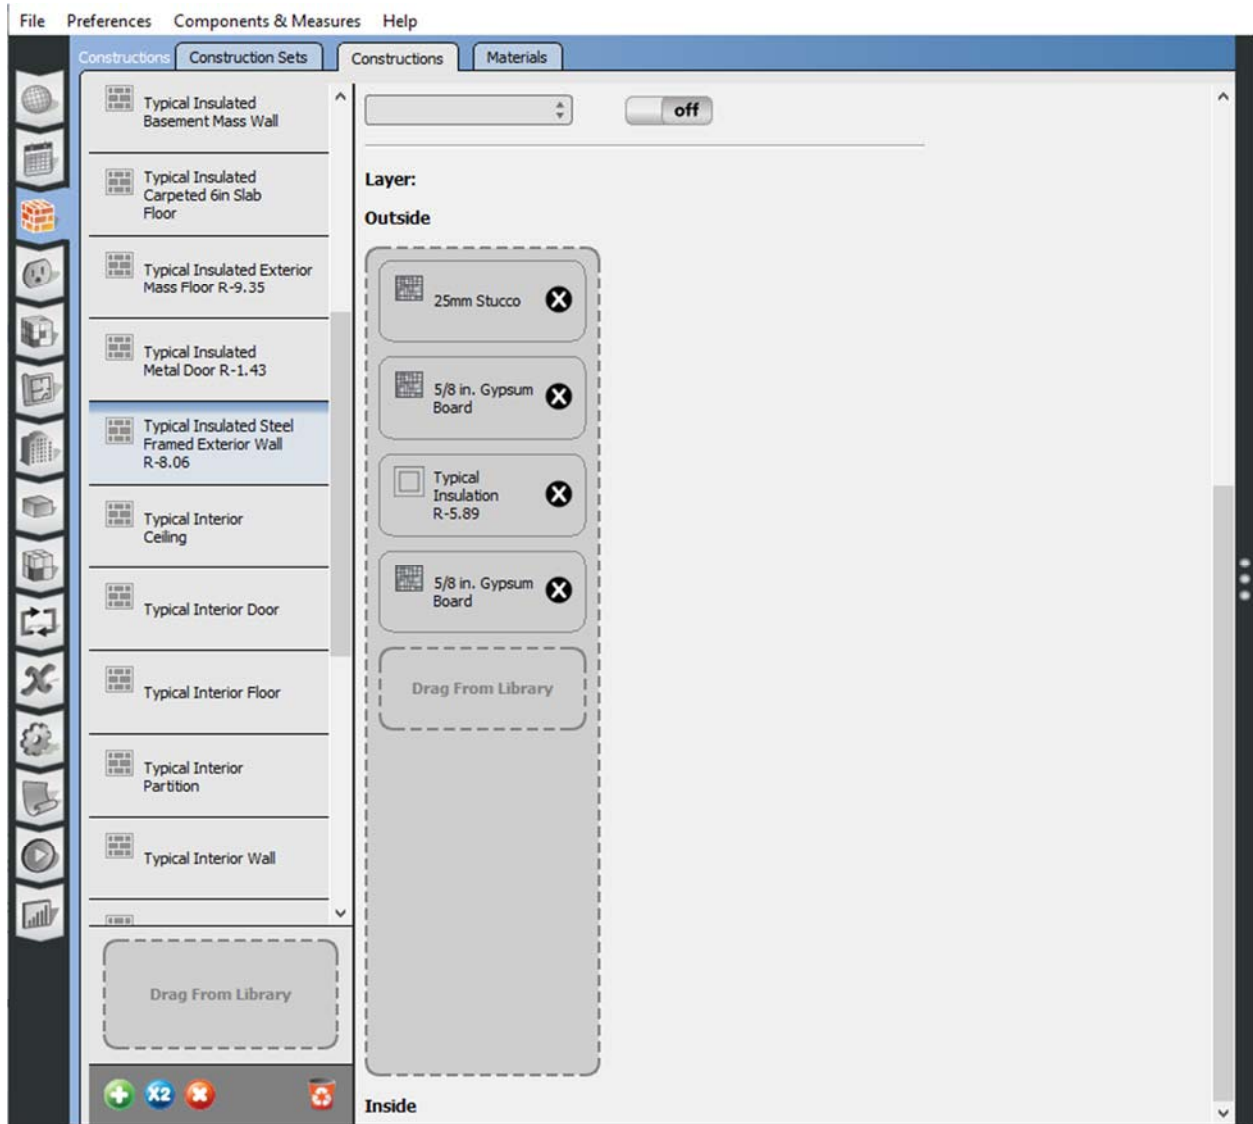 File Preferences Components & Measures Help
Constructions Construction Sets Constructions Materials
Typical Insulated
Basement Mass Wall
Typical Insulated
Carpeted 6in Slab
Floor
Typical Insulated Exterior
Mass Floor R-9.35
Typical Insulated
Metal Door R-1.43
Typical Insulated Steel
Framed Exterior Wall
R-8.06
Typical Interior
Ceiling
Typical Interior Door
Typical Interior Floor
Typical Interior
Partition
Typical Interior Wall
Drag From Library
X2
off
Layer:
Outside
25mm Stucco
5/8 in. Gypsum
Board
Typical
Insulation
R-5.89
5/8 in. Gypsum
Board
Drag From Library
Inside